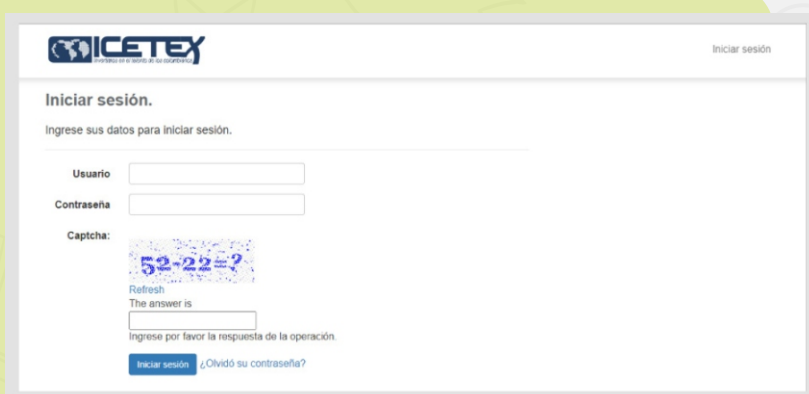 ICETEX
Iniciar sesión
Iniciar sesión.
Ingrese sus datos para iniciar sesión.
Usuario
Contraseña
Captcha:
52-22=?
Refresh
The answer is
Ingrese por favor la respuesta de la operación.
Iniciar sesión ¿Olvidó su contraseña?